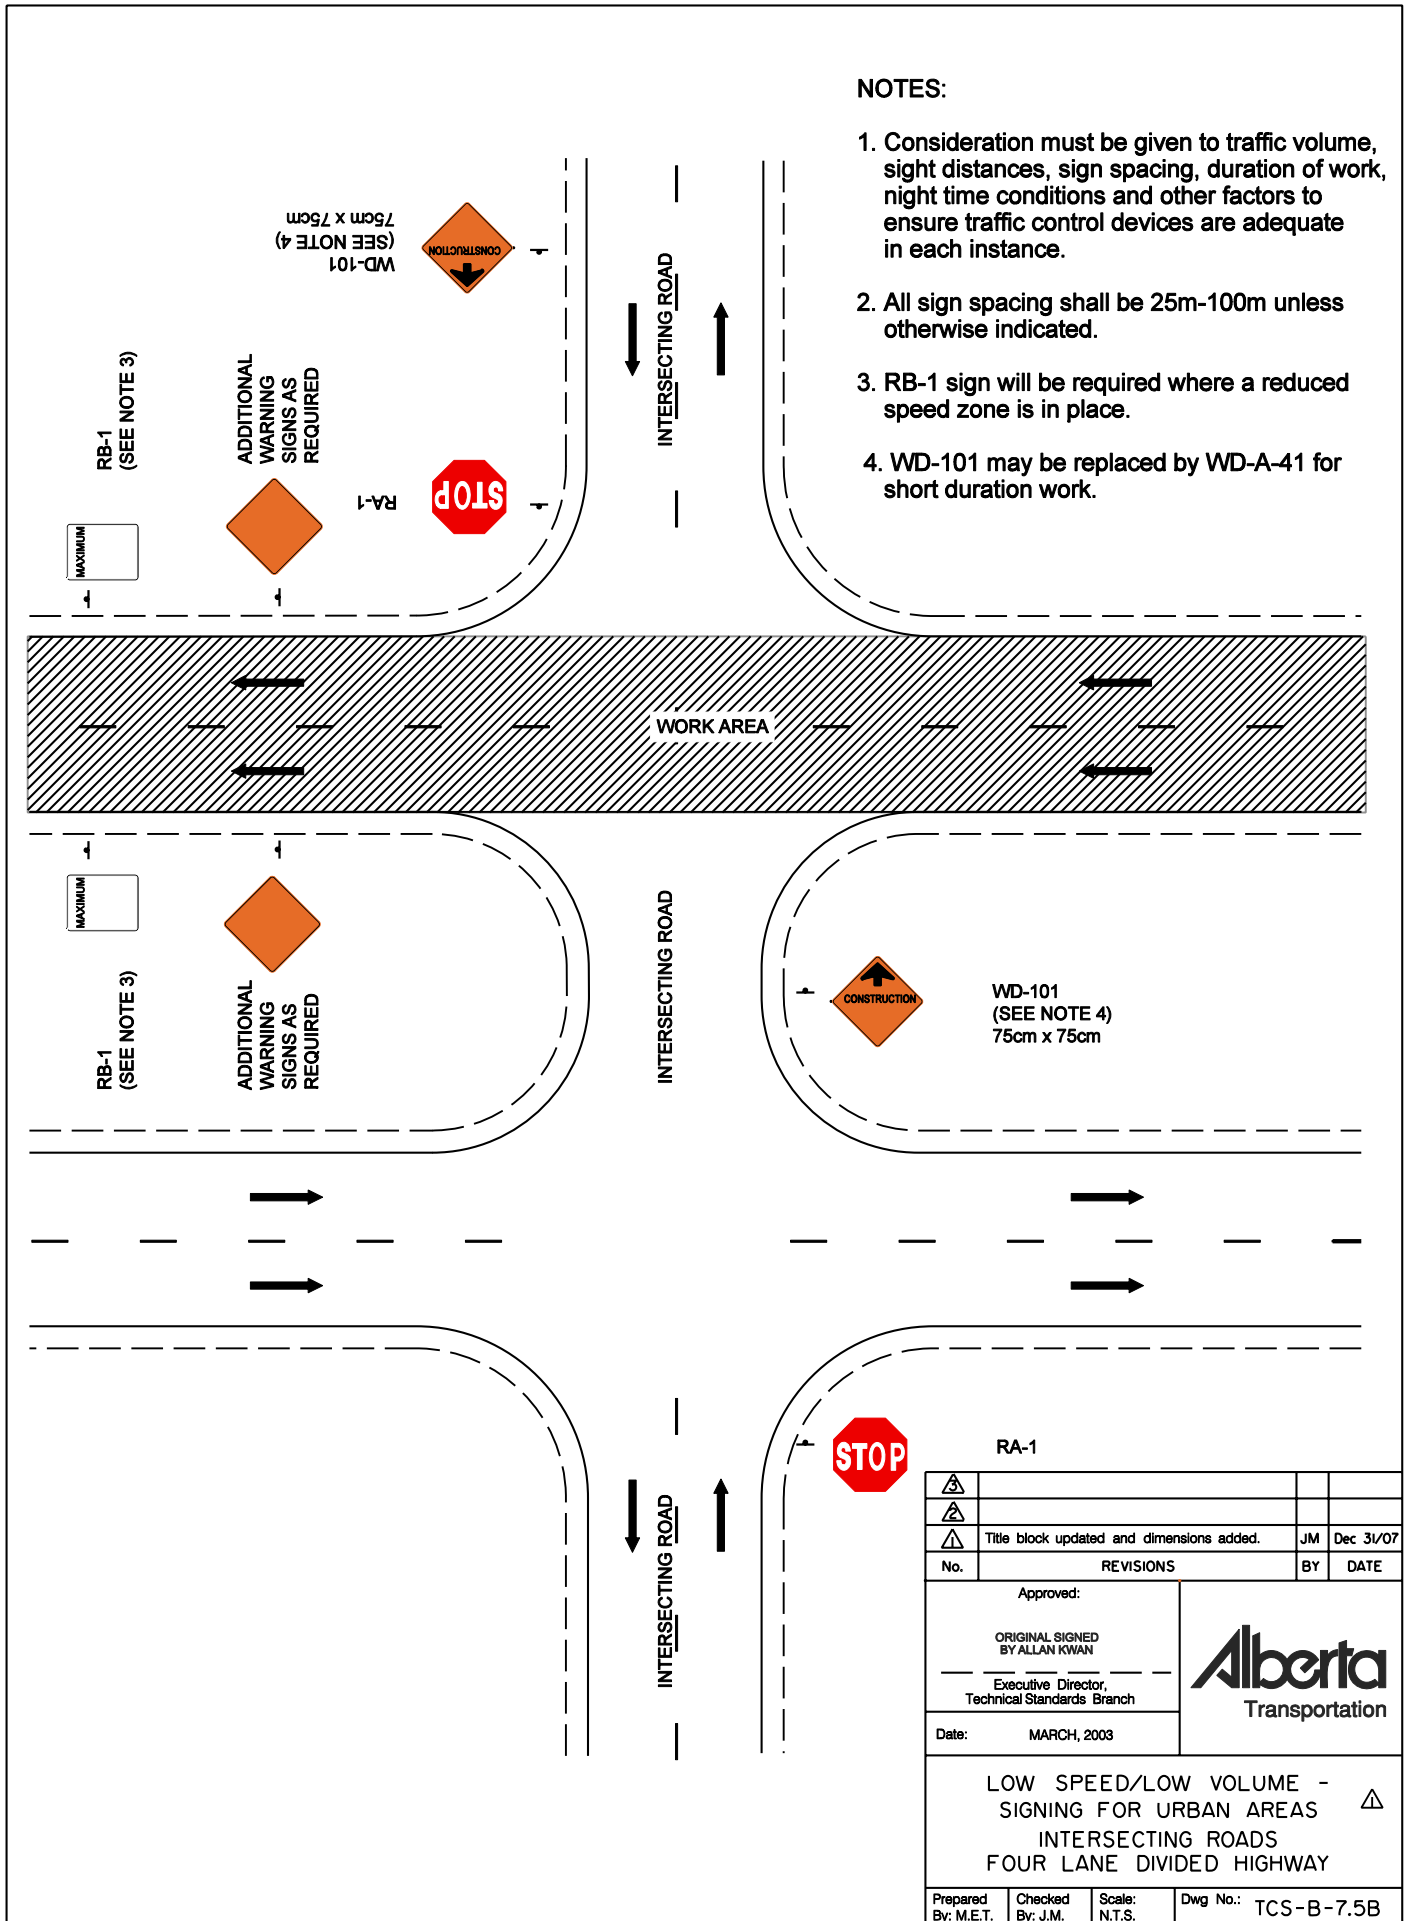 NOTES:
1. Consideration must be given to traffic volume,
sight distances, sign spacing, duration of work,
night time conditions and other factors to
ensure traffic control devices are adequate
in each instance.
2. All sign spacing shall be 25m-100m unless
otherwise indicated.
3. RB-1 sign will be required where a reduced
speed zone is in place.
4. WD-101 may be replaced by WD-A-41 for
short duration work.
WD-101
(SEE NOTE 4)
75cm x 75cm
CONSTRUCTION
INTERSECTING ROAD
RB-1
(SEE NOTE 3)
ADDITIONAL
WARNING
SIGNS AS
REQUIRED
RA-1
STOP
MAXIMUM
WORK AREA
MAXIMUM
RB-1
(SEE NOTE 3)
ADDITIONAL
WARNING
SIGNS AS
REQUIRED
INTERSECTING ROAD
CONSTRUCTION
WD-101
(SEE NOTE 4)
75cm x 75cm
STOP
RA-1
INTERSECTING ROAD
3
2
1 Title block updated and dimensions added. JM Dec 31/07
No. REVISIONS BY DATE
Approved:
ORIGINAL SIGNED
BY ALLAN KWAN
Executive Director,
Technical Standards Branch
Date: MARCH, 2003
Alberta
Transportation
LOW SPEED/LOW VOLUME -
SIGNING FOR URBAN AREAS
1
INTERSECTING ROADS
FOUR LANE DIVIDED HIGHWAY
Prepared
By: M.E.T.
Checked
By: J.M.
Scale:
N.T.S.
Dwg No.: TCS-B-7.5B